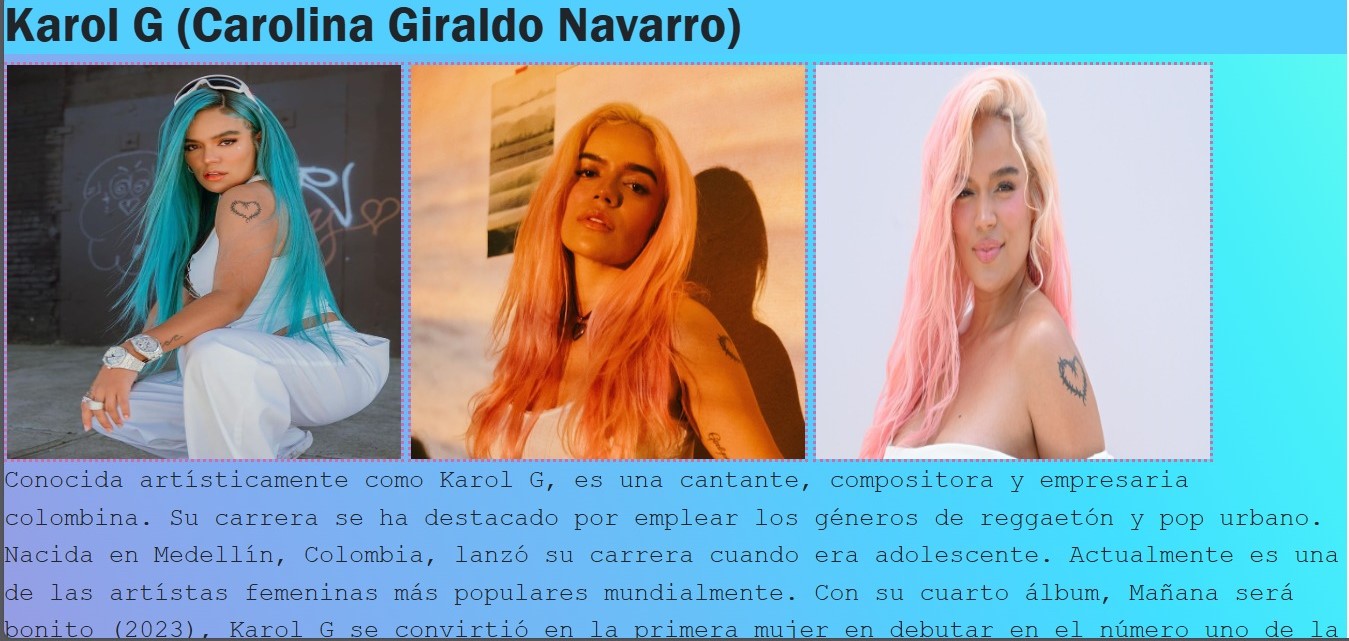 Karol G (Carolina Giraldo Navarro)
Conocida artísticamente como Karol G, es una cantante, compositora y empresaria
colombina. Su carrera se ha destacado por emplear los géneros de reggaetón y pop urbano.
Nacida en Medellín, Colombia, lanzó su carrera cuando era adolescente. Actualmente es una
de las artístas femeninas más populares mundialmente. Con su cuarto álbum, Mañana será
bonito (2023), Karol G se convirtió en la primera mujer en debutar en el número uno de la